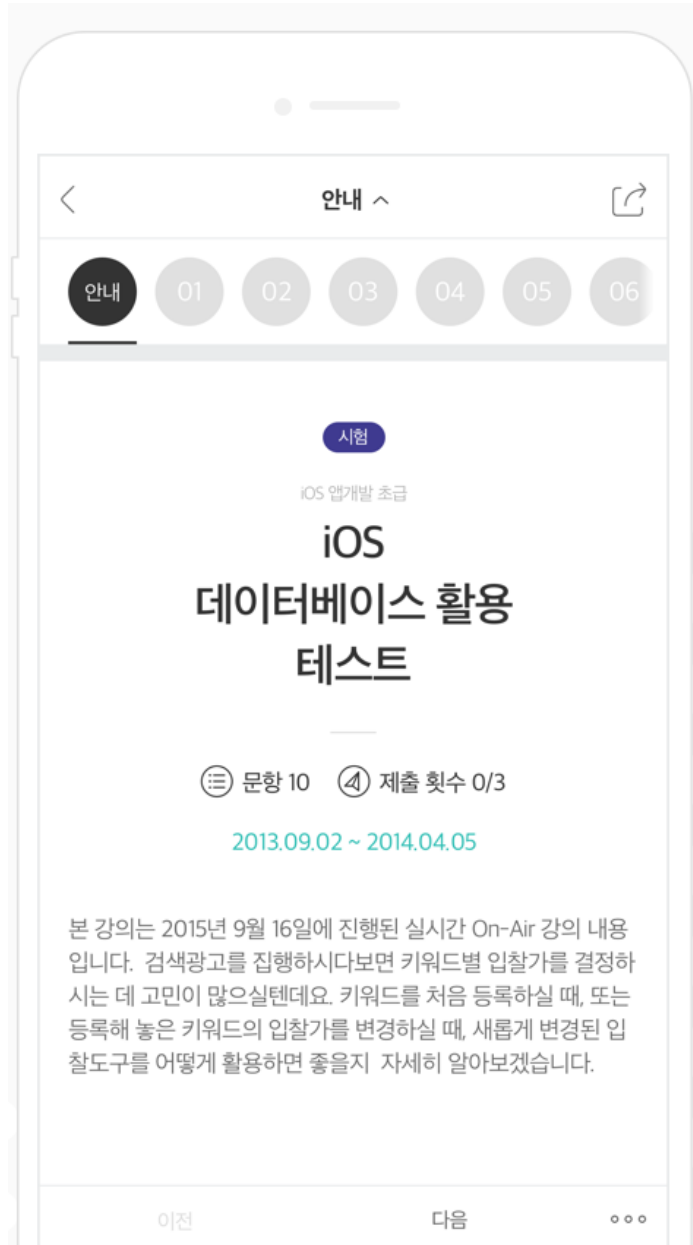 안내
안내 01 02 03 04 05 06
시험
iOS 앱개발 초급
iOS
데이터베이스 활용
테스트
문항 10 제출 횟수 0/3
2013.09.02 ~ 2014.04.05
본 강의는 2015년 9월 16일에 진행된 실시간 On-Air 강의 내용
입니다. 검색광고를 집행하시다보면 키워드별 입찰가를 결정하
시는 데 고민이 많으실텐데요. 키워드를 처음 등록하실 때, 또는
등록해 놓은 키워드의 입찰가를 변경하실 때, 새롭게 변경된 입
찰도구를 어떻게 활용하면 좋을지 자세히 알아보겠습니다.
이전 다음